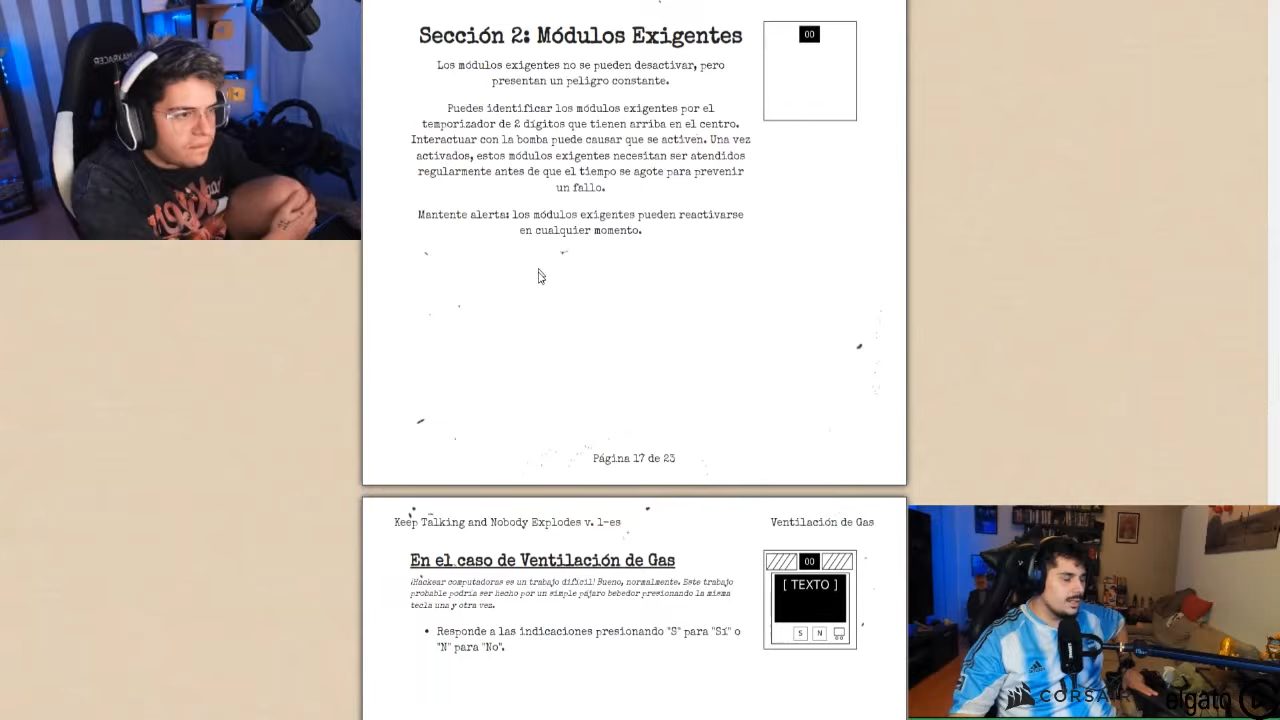 MAXRACER
Sección 2: Módulos Exigentes
00
Los módulos exigentes no se pueden desactivar, pero
presentan un peligro constante.
Puedes identificar los módulos exigentes por el
temporizador de 2 dígitos que tienen arriba en el centro.
Interactuar con la bomba puede causar que se activen. Una vez
activados, estos módulos exigentes necesitan ser atendidos
regularmente antes de que el tiempo se agote para prevenir
un fallo.
Mantente alerta: los módulos exigentes pueden reactivarse
en cualquier momento.
Página 17 de 23
Keep Talking and Nobody Explodes v. 1-es
Ventilación de Gas
En el caso de Ventilación de Gas
00
[ TEXTO ]
S N
¡Hackear computadoras es un trabajo difícil! Bueno, normalmente. Este trabajo
probable podría ser hecho por un simple pájaro bebedor presionando la misma
tecla una y otra vez.
• Responde a las indicaciones presionando "S" para "Sí" o
"N" para "No".
adidas
CORSAIR
elgato